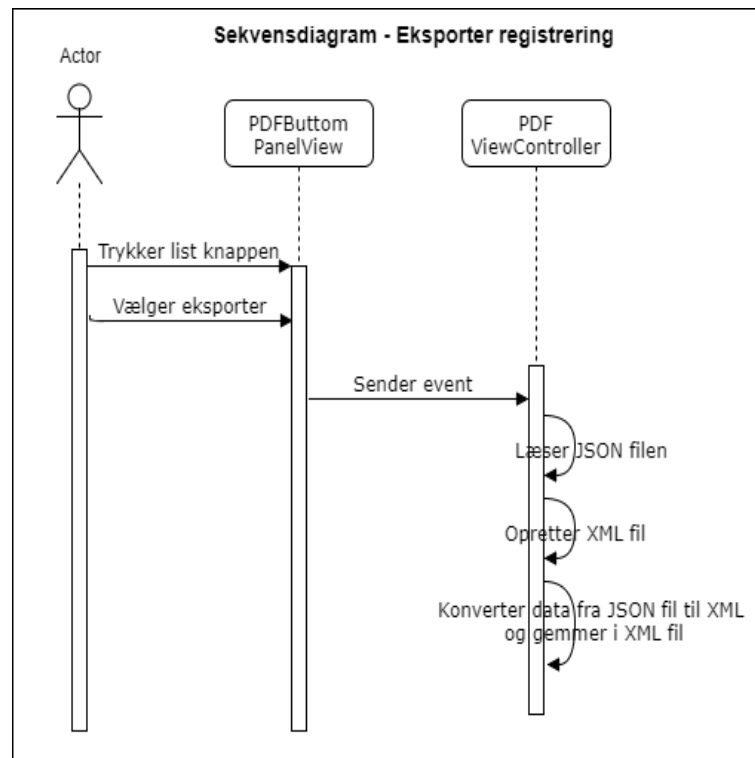 Sekvensdiagram - Eksporter registrering
Actor
PDFButtom
PanelView
PDF
ViewController
Trykker list knappen
Vælger eksporter
Sender event
Læser JSON filen
Opretter XML fil
Konverter data fra JSON fil til XML
og gemmer i XML fil